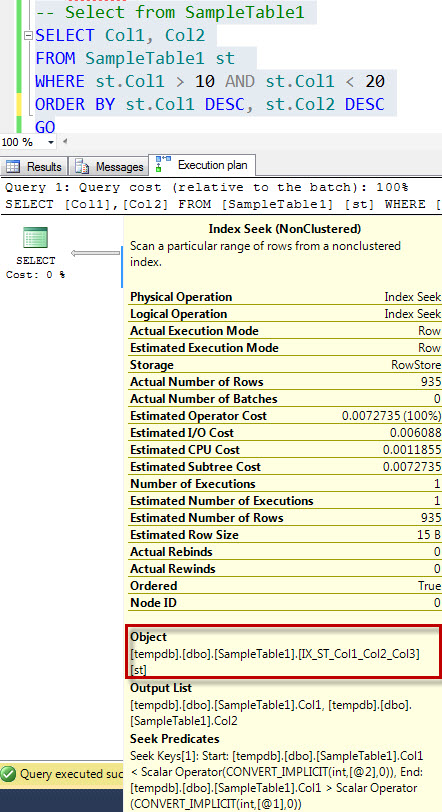 -- Select from SampleTable1
SELECT Col1, Col2
FROM SampleTable1 st
WHERE st.Col1 > 10 AND st.Col1 < 20
ORDER BY st.Col1 DESC, st.Col2 DESC
GO
100 %
Results Messages Execution plan
Query 1: Query cost (relative to the batch): 100%
SELECT [Col1],[Col2] FROM [SampleTable1] [st] WHERE [
SELECT
Cost: 0 %
Index Seek (NonClustered)
Scan a particular range of rows from a nonclustered
index.
Physical Operation Index Seek
Logical Operation Index Seek
Actual Execution Mode Row
Estimated Execution Mode Row
Storage RowStore
Actual Number of Rows 935
Actual Number of Batches 0
Estimated Operator Cost 0.0072735 (100%)
Estimated I/O Cost 0.006088
Estimated CPU Cost 0.0011855
Estimated Subtree Cost 0.0072735
Number of Executions 1
Estimated Number of Executions 1
Estimated Number of Rows 935
Estimated Row Size 15 B
Actual Rebinds 0
Actual Rewinds 0
Ordered True
Node ID 0
Object
[tempdb].[dbo].[SampleTable1].[IX_ST_Col1_Col2_Col3]
[st]
Output List
[tempdb].[dbo].[SampleTable1].Col1, [tempdb].[dbo].
[SampleTable1].Col2
Seek Predicates
Seek Keys[1]: Start: [tempdb].[dbo].[SampleTable1].Col1
< Scalar Operator(CONVERT_IMPLICIT(int,[@2],0)), End:
[tempdb].[dbo].[SampleTable1].Col1 > Scalar Operator
(CONVERT_IMPLICIT(int,[@1],0))
Query executed suc